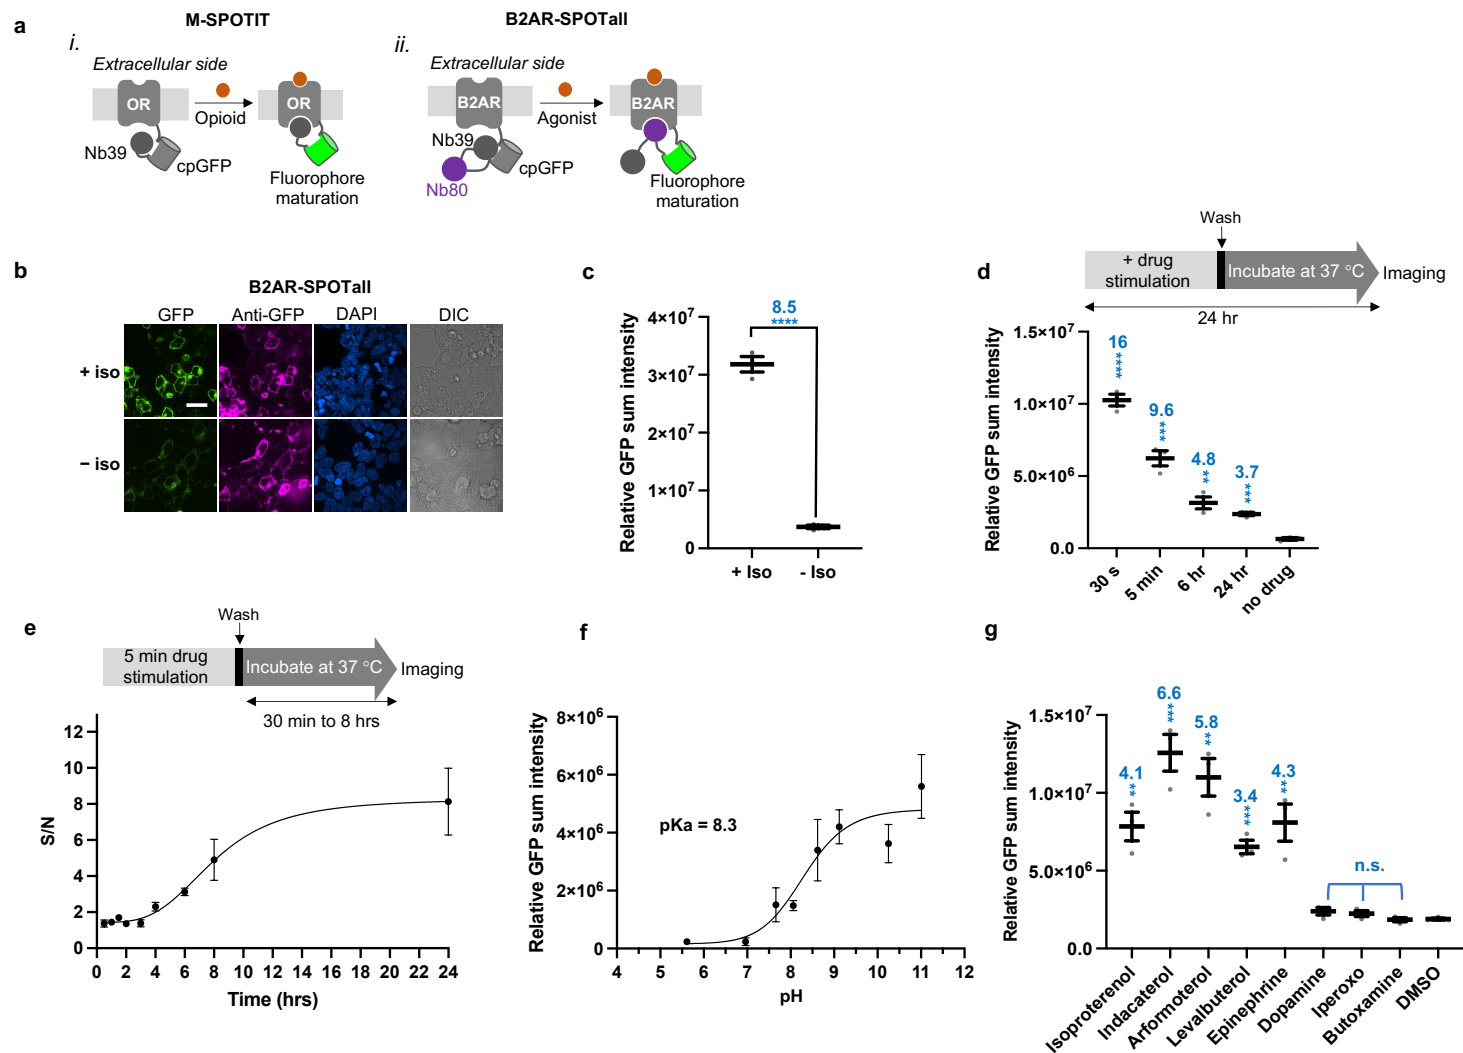 a
M-SPOTIT
B2AR-SPOTall
i.
Extracellular side
OR
Opioid
OR
Nb39
cpGFP
Fluorophore
maturation
ii.
Extracellular side
B2AR
Agonist
B2AR
Nb39
cpGFP
Nb80
Fluorophore
maturation
b
B2AR-SPOTall
GFP Anti-GFP DAPI DIC
+ iso
− iso
c
Relative GFP sum intensity
4×10⁷
3×10⁷
2×10⁷
1×10⁷
0
8.5
****
+ Iso - Iso
d
Wash
+ drug
stimulation
Incubate at 37 °C
Imaging
24 hr
Relative GFP sum intensity
1.5×10⁷
1.0×10⁷
5.0×10⁶
0.0
16
****
9.6
***
4.8
**
3.7
***
30 s
5 min
6 hr
24 hr
no drug
e
Wash
5 min drug
stimulation
Incubate at 37 °C
Imaging
30 min to 8 hrs
S/N
12
10
8
6
4
2
0
0 2 4 6 8 10 12 14 16 18 20 22 24
Time (hrs)
f
Relative GFP sum intensity
8×10⁶
6×10⁶
4×10⁶
2×10⁶
0
pKa = 8.3
4 5 6 7 8 9 10 11 12
pH
g
Relative GFP sum intensity
1.5×10⁷
1.0×10⁷
5.0×10⁶
0.0
4.1
**
6.6
***
5.8
**
3.4
***
4.3
**
n.s.
Isoproterenol
Indacaterol
Arformoterol
Levalbuterol
Epinephrine
Dopamine
Iperoxo
Butoxamine
DMSO